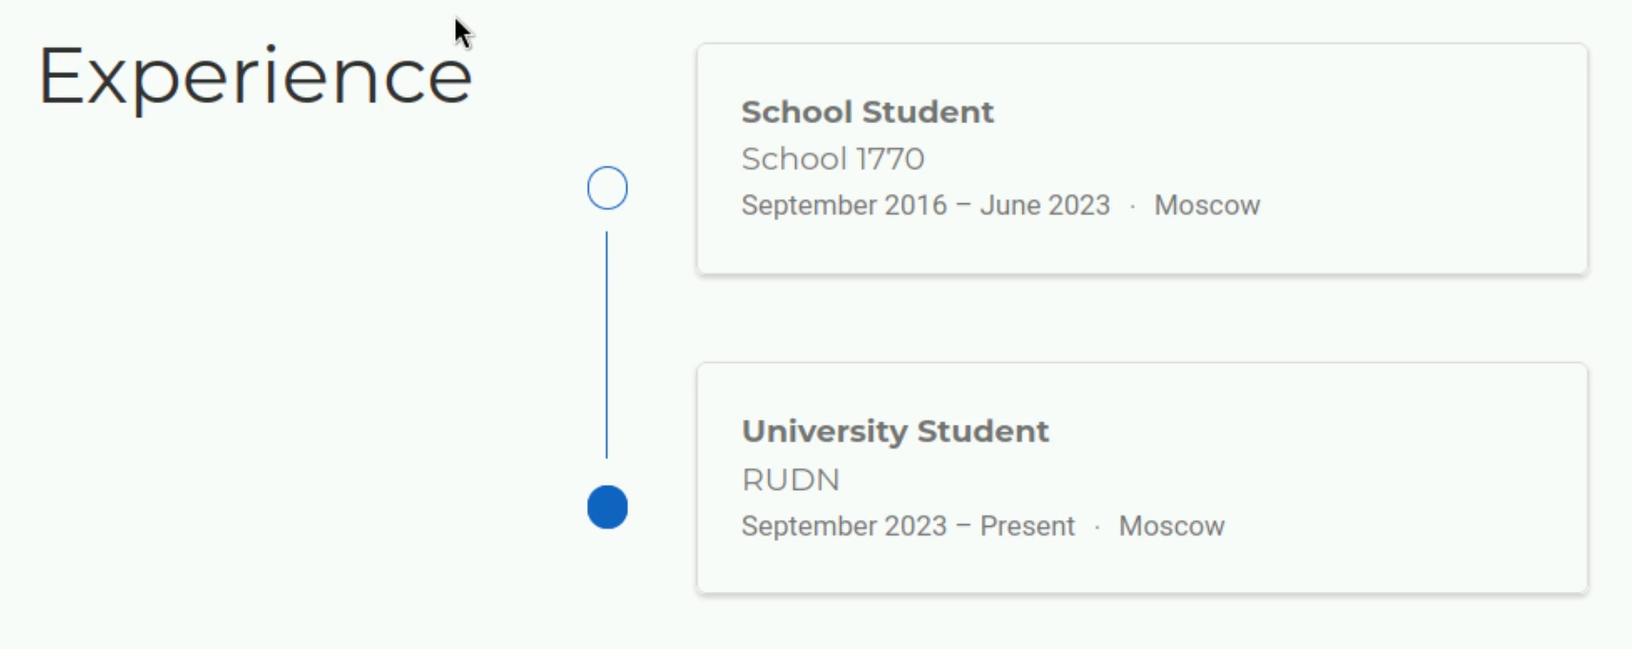 Experience
School Student
School 1770
September 2016 – June 2023 · Moscow
University Student
RUDN
September 2023 – Present · Moscow